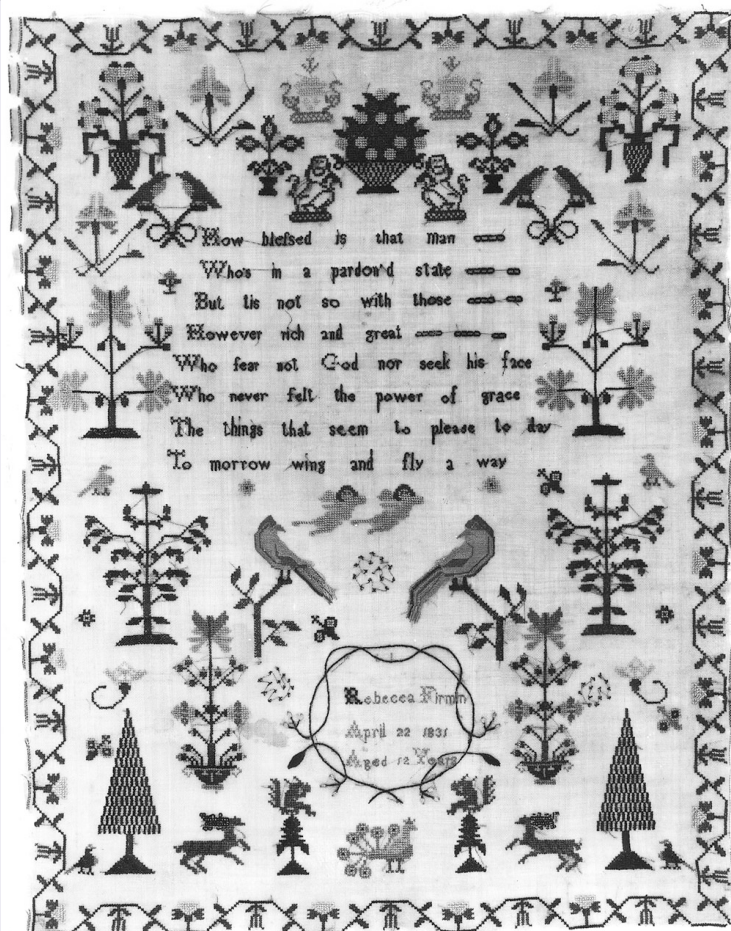 How blefsed is that man
Who's in a pardon'd state
But tis not so with those
However rich and great
Who fear not God nor seek his face
Who never felt the power of grace
The things that seem to please to day
To morrow wing and fly a way
Rebecca Firmin
April 22 1831
Aged 12 Years